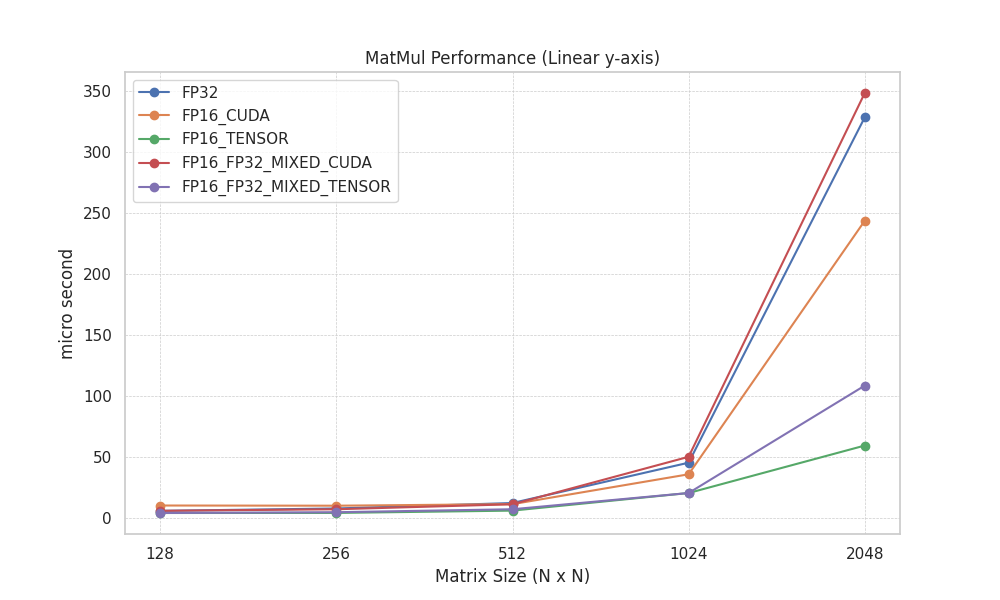 MatMul Performance (Linear y-axis)
FP32
FP16_CUDA
FP16_TENSOR
FP16_FP32_MIXED_CUDA
FP16_FP32_MIXED_TENSOR
350
300
250
200
150
100
50
0
micro second
128 256 512 1024 2048
Matrix Size (N x N)